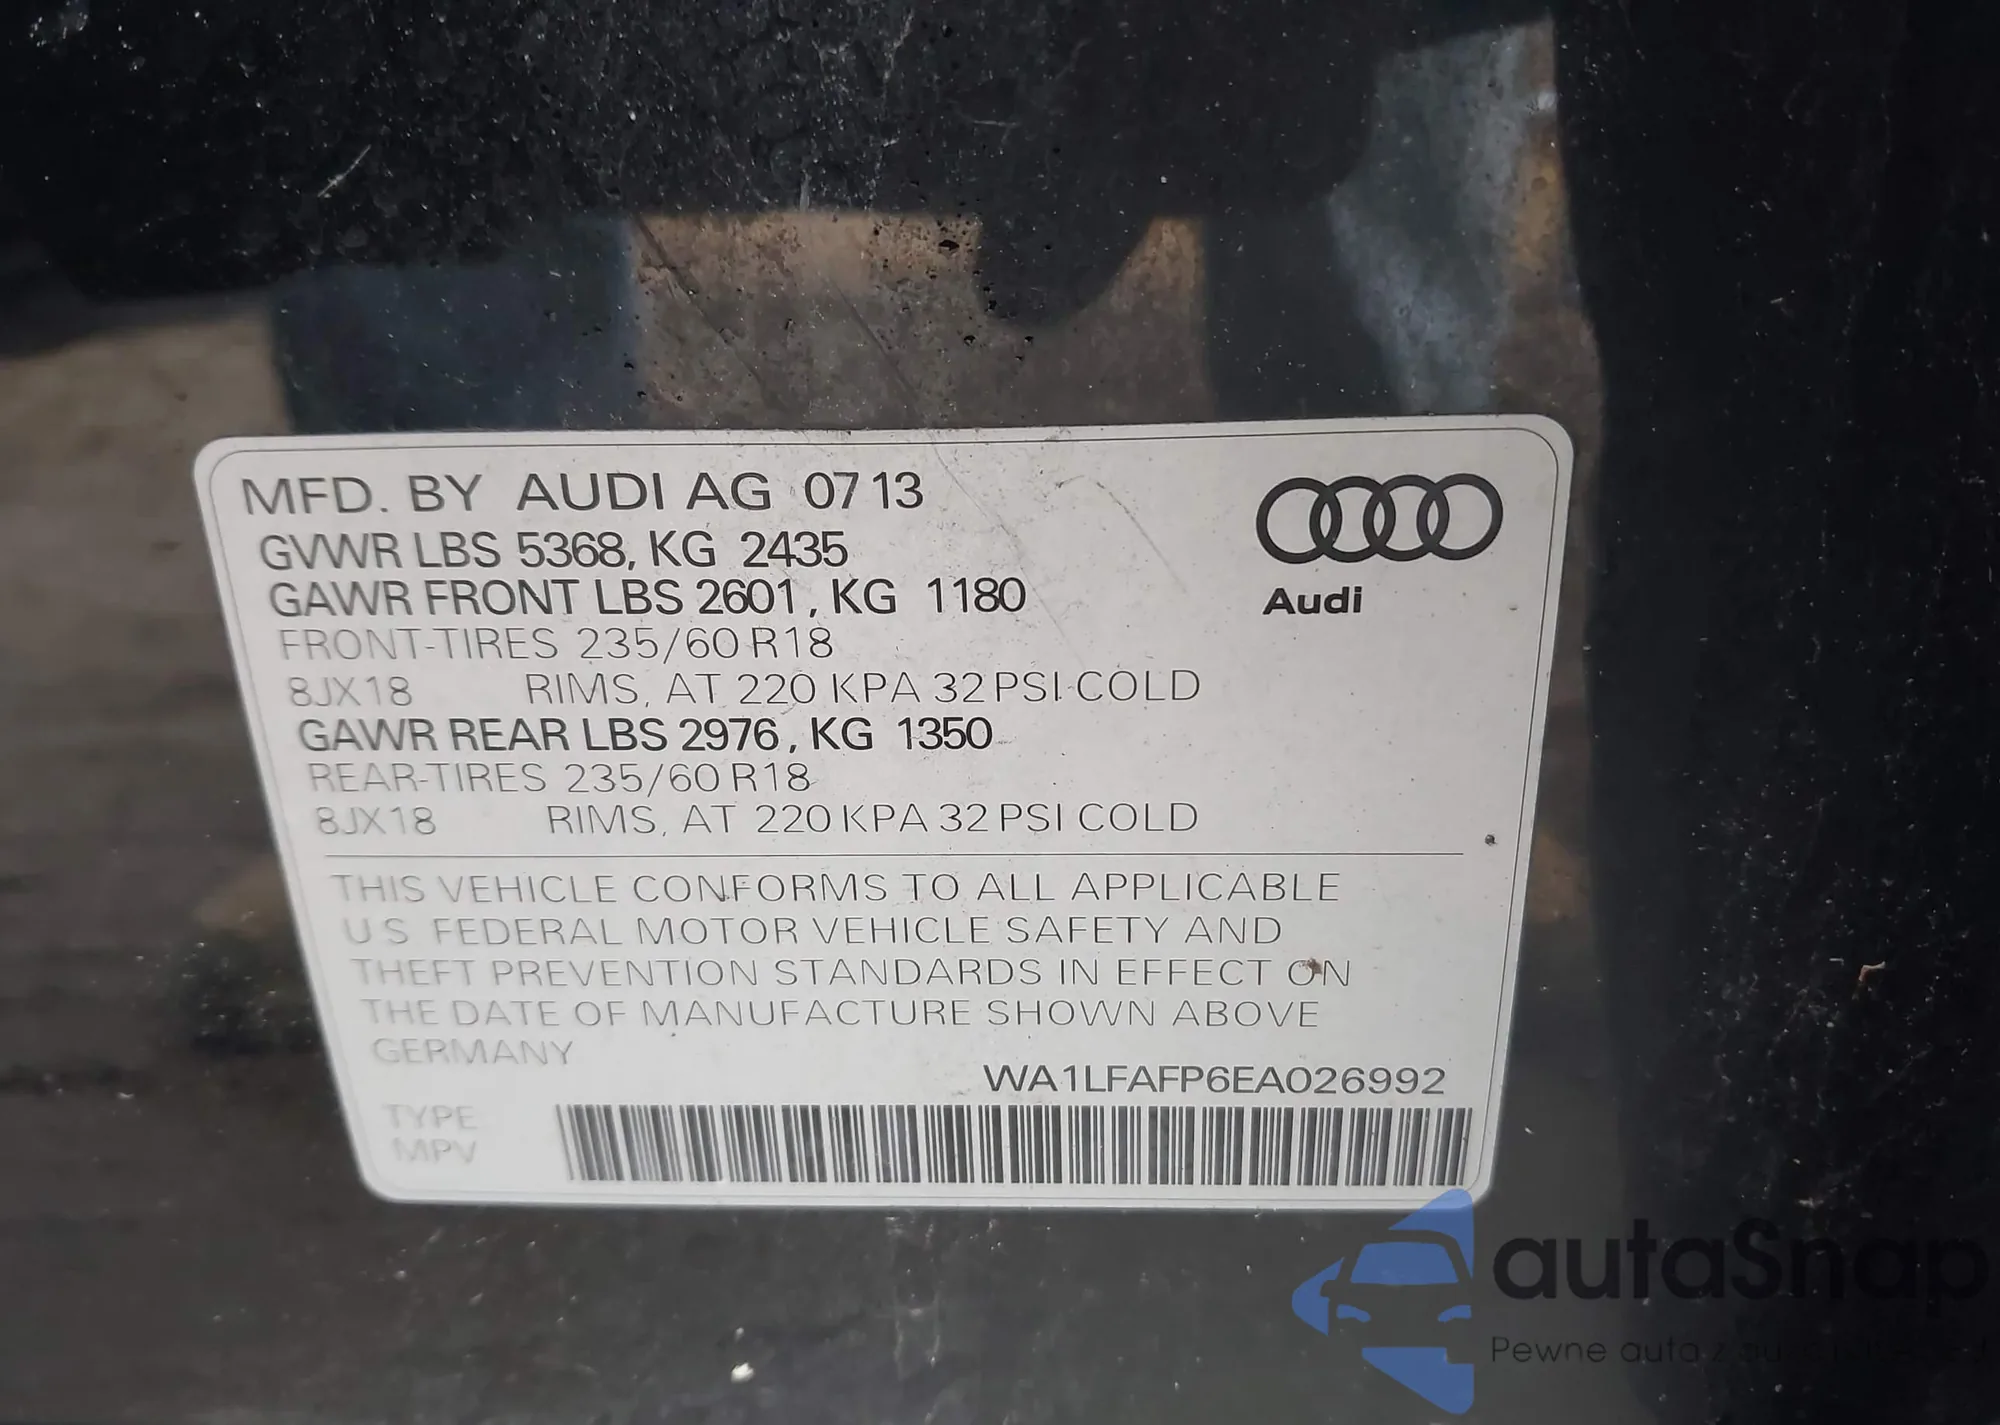 MFD. BY AUDI AG 0713
GVWR LBS 5368, KG 2435
GAWR FRONT LBS 2601, KG 1180
FRONT-TIRES 235/60 R18
8JX18 RIMS, AT 220 KPA 32 PSI COLD
GAWR REAR LBS 2976, KG 1350
REAR-TIRES 235/60 R18
8JX18 RIMS, AT 220 KPA 32 PSI COLD
Audi
THIS VEHICLE CONFORMS TO ALL APPLICABLE
U S FEDERAL MOTOR VEHICLE SAFETY AND
THEFT PREVENTION STANDARDS IN EFFECT ON
THE DATE OF MANUFACTURE SHOWN ABOVE
GERMANY
WA1LFAFP6EA026992
TYPE
MPV
autaSnap
Pewne auto z